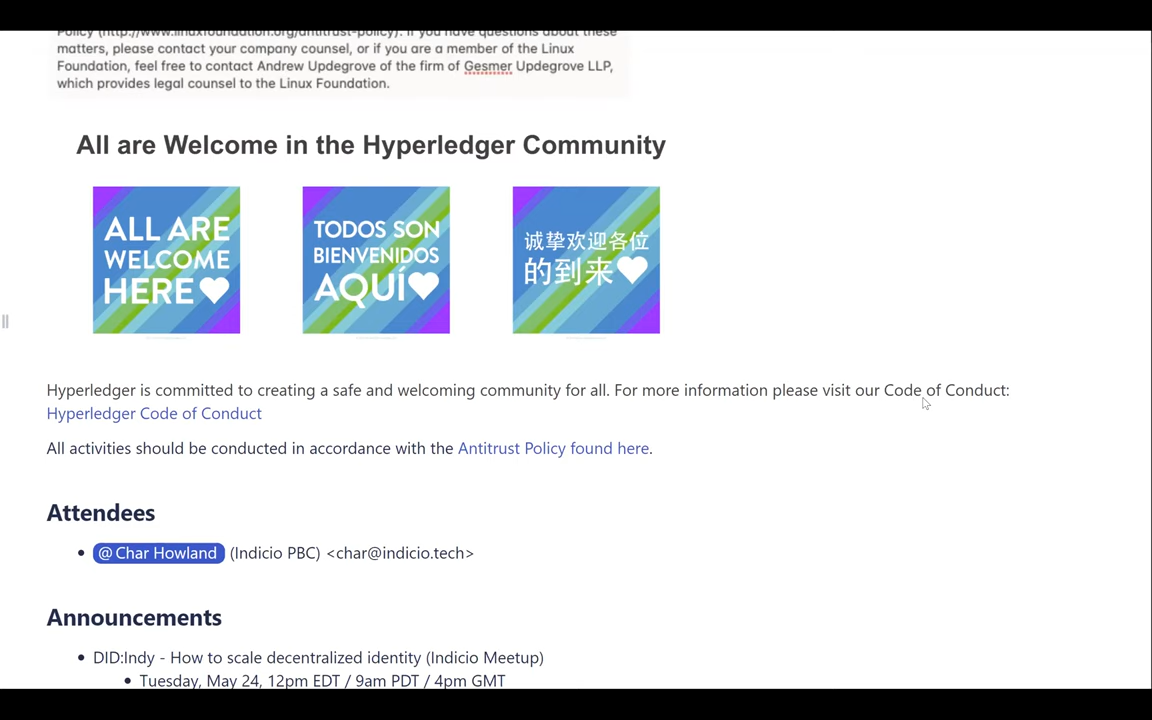 Policy (http://www.linuxfoundation.org/antitrust-policy). If you have questions about these
matters, please contact your company counsel, or if you are a member of the Linux
Foundation, feel free to contact Andrew Updegrove of the firm of Gesmer Updegrove LLP,
which provides legal counsel to the Linux Foundation.
All are Welcome in the Hyperledger Community
ALL ARE
WELCOME
HERE
TODOS SON
BIENVENIDOS
AQUÍ
诚挚欢迎各位
的到来
Hyperledger is committed to creating a safe and welcoming community for all. For more information please visit our Code of Conduct:
Hyperledger Code of Conduct
All activities should be conducted in accordance with the Antitrust Policy found here.
Attendees
@Char Howland (Indicio PBC) <char@indicio.tech>
Announcements
DID:Indy - How to scale decentralized identity (Indicio Meetup)
Tuesday, May 24, 12pm EDT / 9am PDT / 4pm GMT